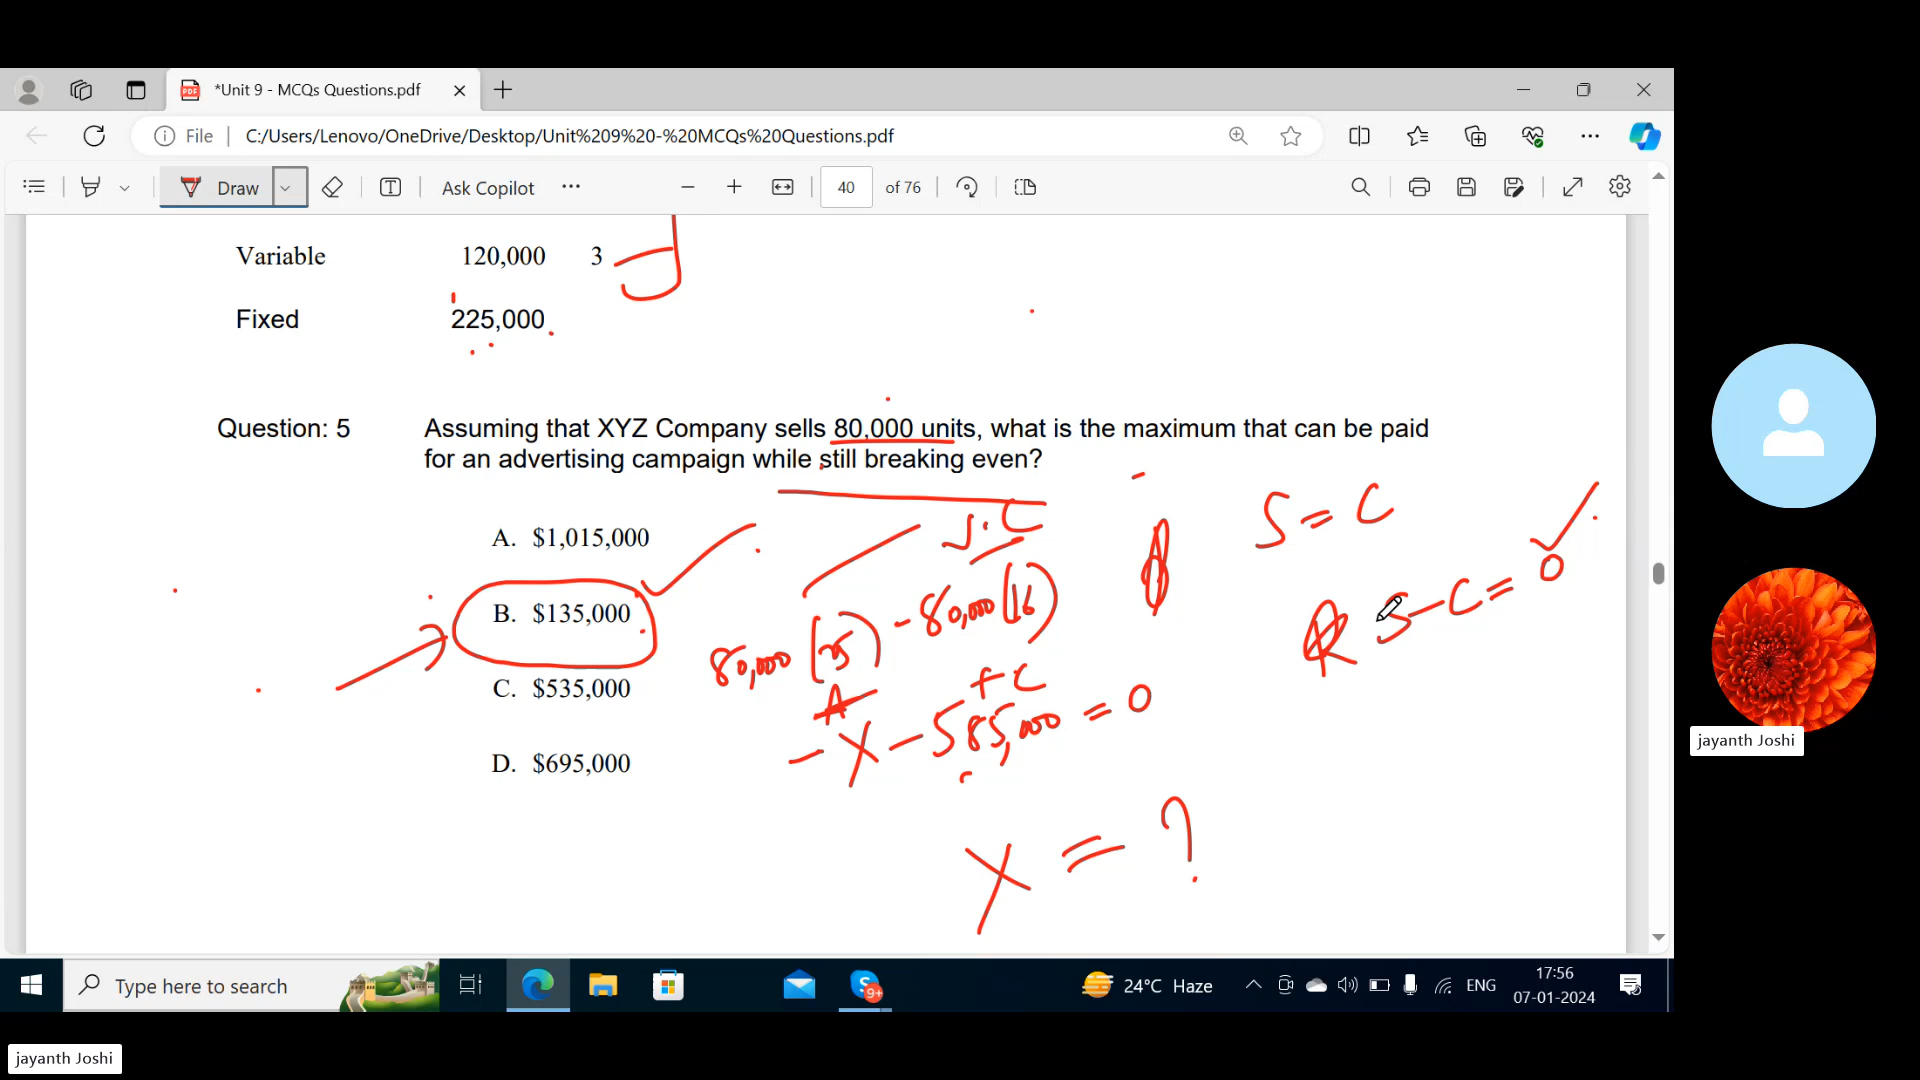 *Unit 9 - MCQs Questions.pdf
File C:/Users/Lenovo/OneDrive/Desktop/Unit%209%20-%20MCQs%20Questions.pdf
Draw Ask Copilot 40 of 76
Variable 120,000 3
Fixed 225,000
Question: 5 Assuming that XYZ Company sells 80,000 units, what is the maximum that can be paid
for an advertising campaign while still breaking even?
S = C
A. $1,015,000
B. $135,000
S - C = 0
80,000 (25) - 80,000 (16)
C. $535,000
FC
- X - 585,000 = 0
D. $695,000
X = ?
jayanth Joshi
Type here to search 9+ 24°C Haze ENG 17:56
07-01-2024
jayanth Joshi